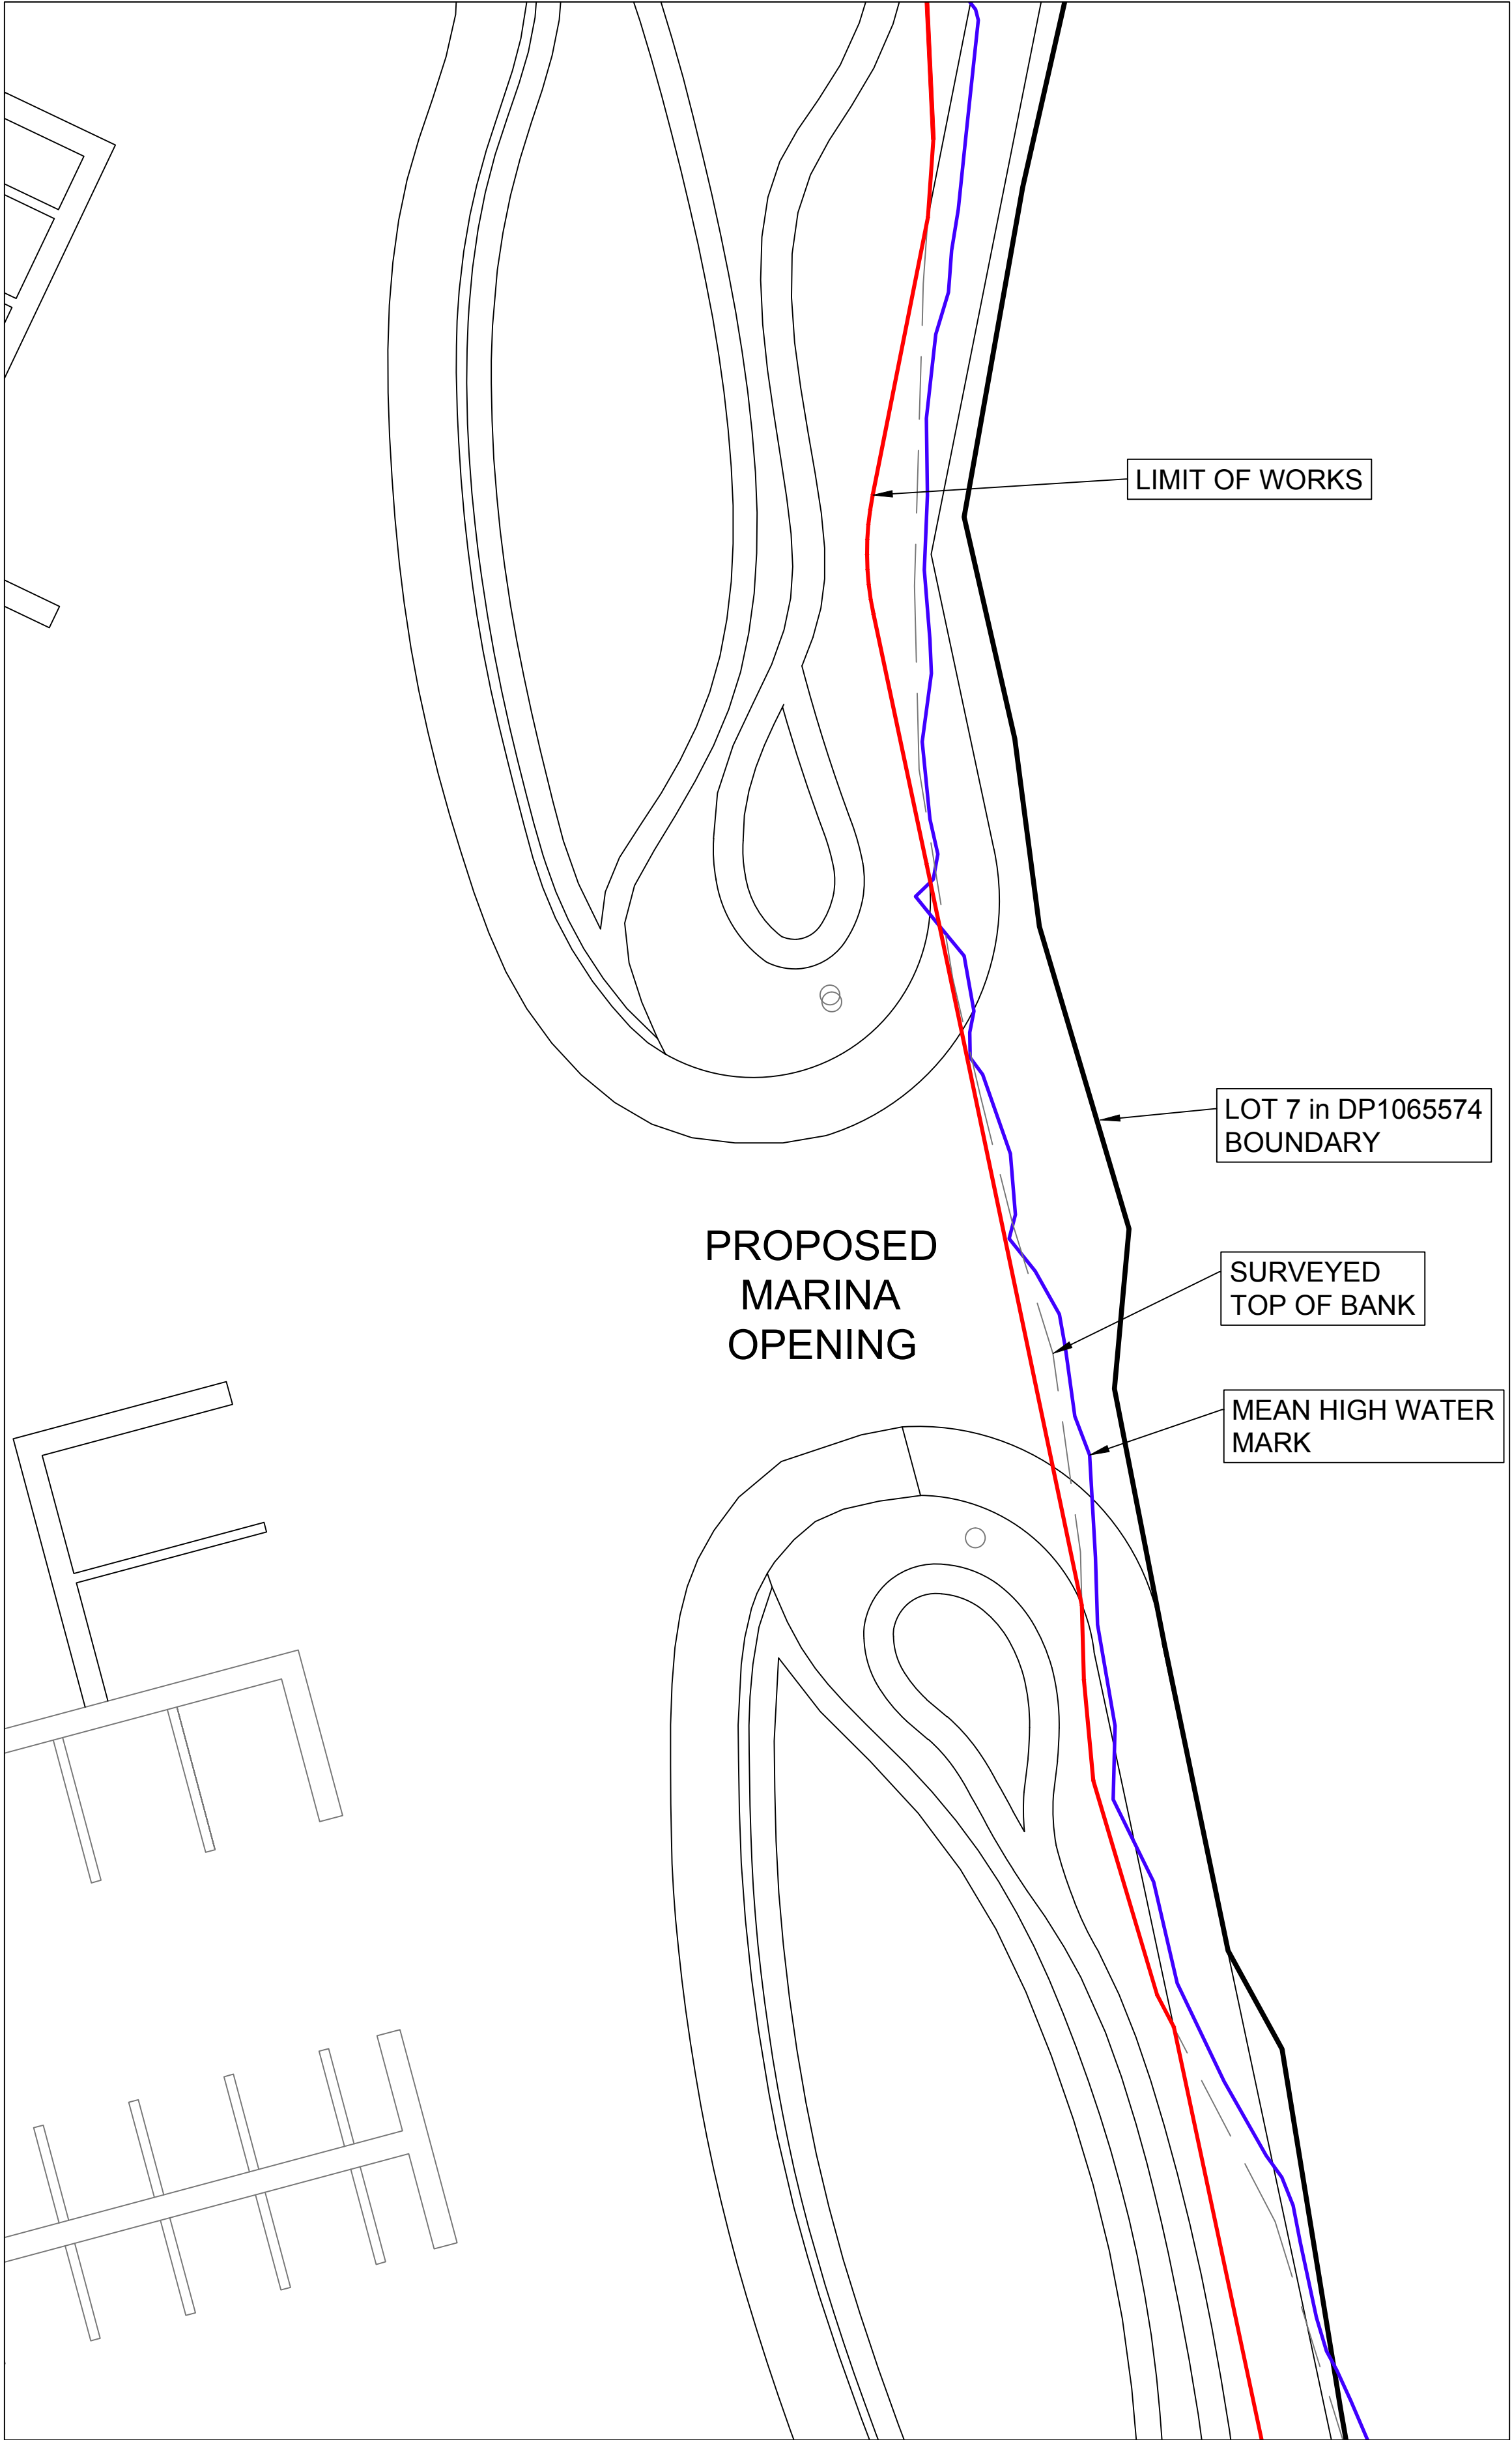 LIMIT OF WORKS
LOT 7 in DP1065574
BOUNDARY
PROPOSED
MARINA
OPENING
SURVEYED
TOP OF BANK
MEAN HIGH WATER
MARK